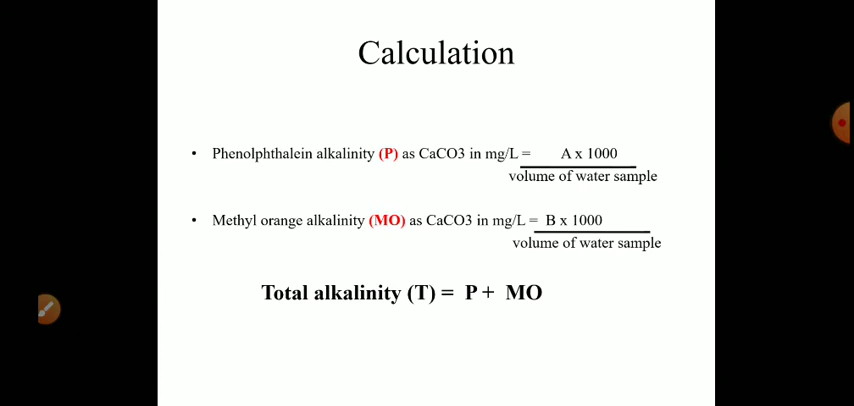 Calculation
• Phenolphthalein alkalinity (P) as CaCO3 in mg/L = A x 1000
volume of water sample
• Methyl orange alkalinity (MO) as CaCO3 in mg/L = B x 1000
volume of water sample
Total alkalinity (T) = P + MO